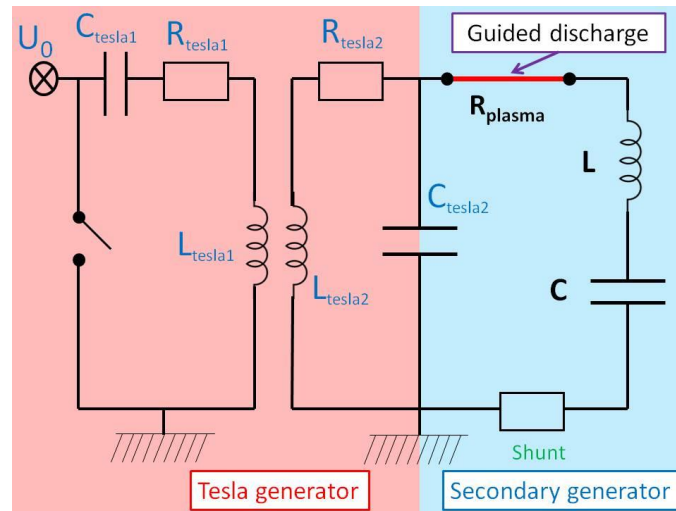 U0
Ctesla1
Rtesla1
Rtesla2
Guided discharge
Rplasma
L
Ctesla2
Ltesla1
Ltesla2
C
Shunt
Tesla generator
Secondary generator